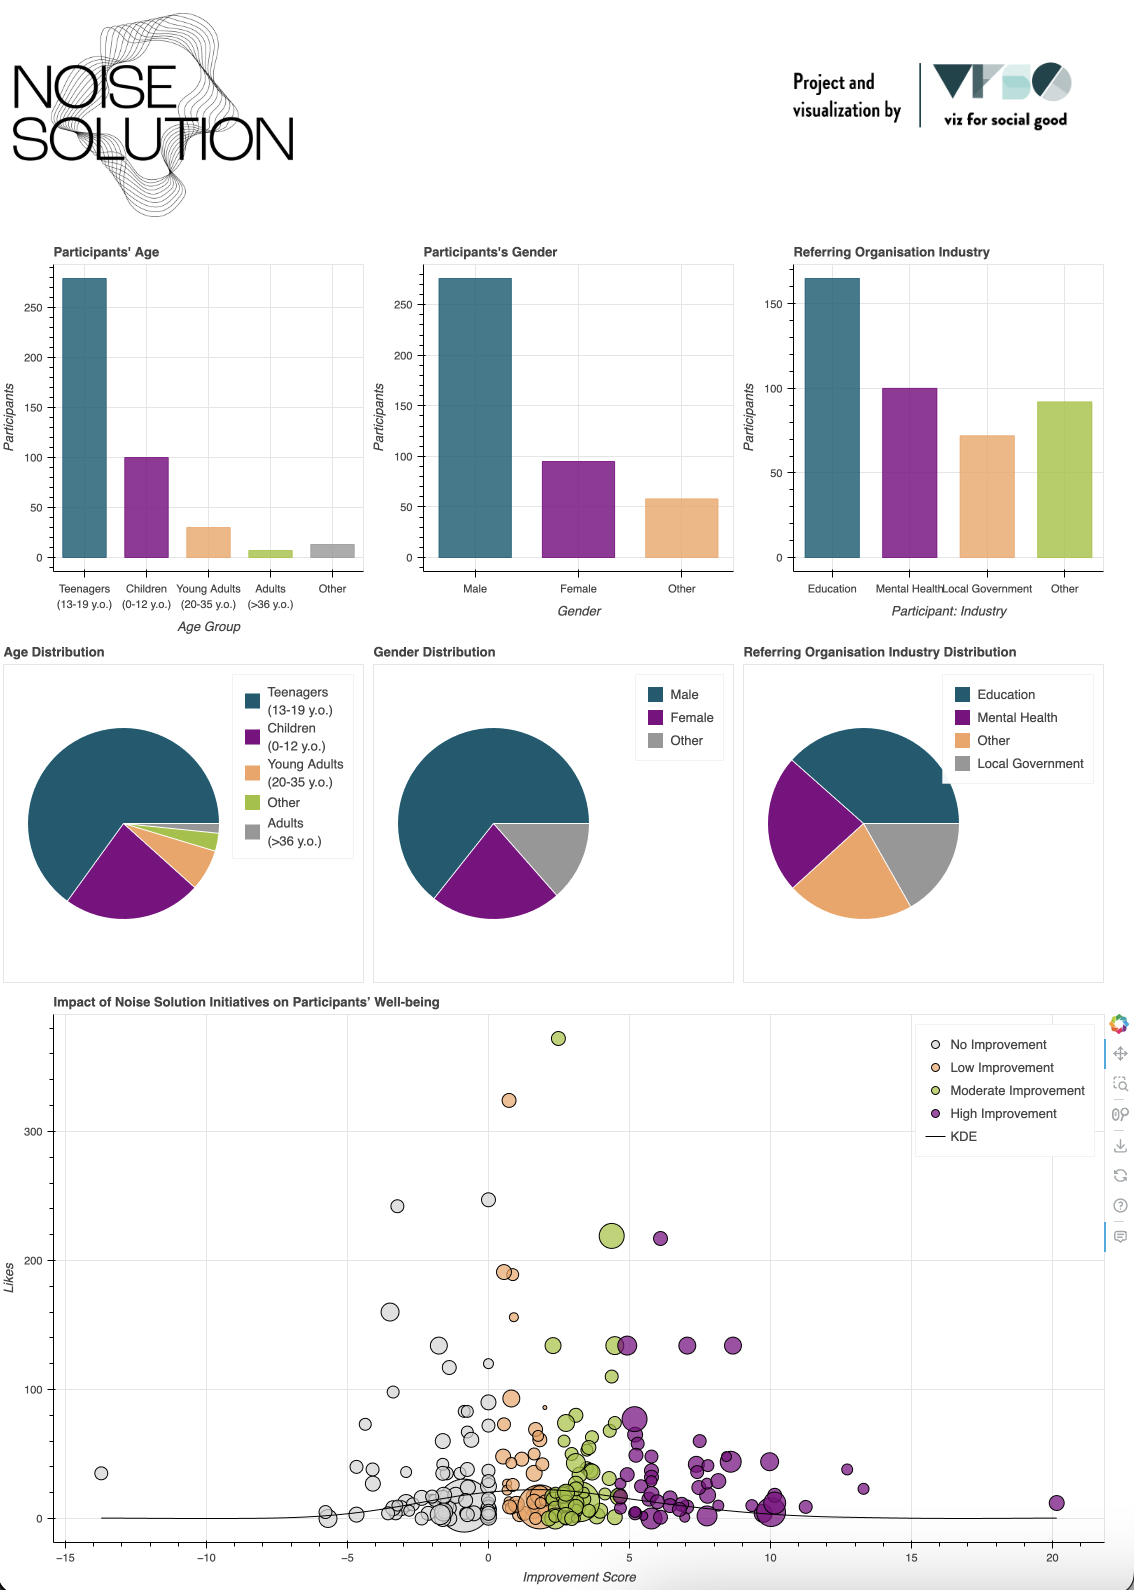 NOISE
SOLUTION
Project and
visualization by
viz for social good
Participants' Age
250
200
150
100
50
0
Participants
Teenagers
(13-19 y.o.)
Children
(0-12 y.o.)
Young Adults
(20-35 y.o.)
Adults
(>36 y.o.)
Other
Age Group
Participants's Gender
250
200
150
100
50
0
Participants
Male
Female
Other
Gender
Referring Organisation Industry
150
100
50
0
Participants
Education
Mental Health
Local Government
Other
Participant: Industry
Age Distribution
Teenagers
(13-19 y.o.)
Children
(0-12 y.o.)
Young Adults
(20-35 y.o.)
Other
Adults
(>36 y.o.)
Gender Distribution
Male
Female
Other
Referring Organisation Industry Distribution
Education
Mental Health
Other
Local Government
Impact of Noise Solution Initiatives on Participants’ Well-being
No Improvement
Low Improvement
Moderate Improvement
High Improvement
KDE
300
200
100
0
Likes
−15
−10
−5
0
5
10
15
20
Improvement Score